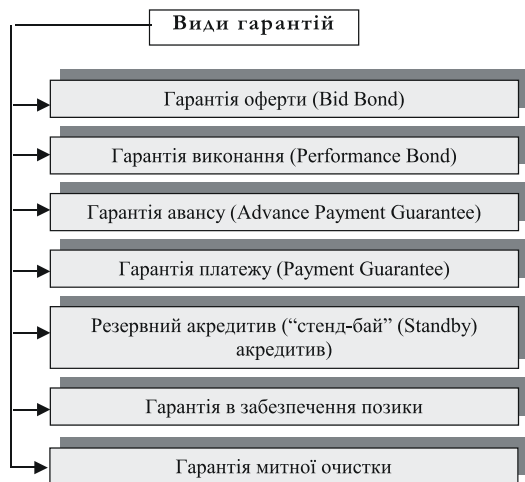 Види гарантій
Гарантія оферти (Bid Bond)
Гарантія виконання (Performance Bond)
Гарантія авансу (Advance Payment Guarantee)
Гарантія платежу (Payment Guarantee)
Резервний акредитив (“стенд-бай” (Standby)
акредитив)
Гарантія в забезпечення позики
Гарантія митної очистки